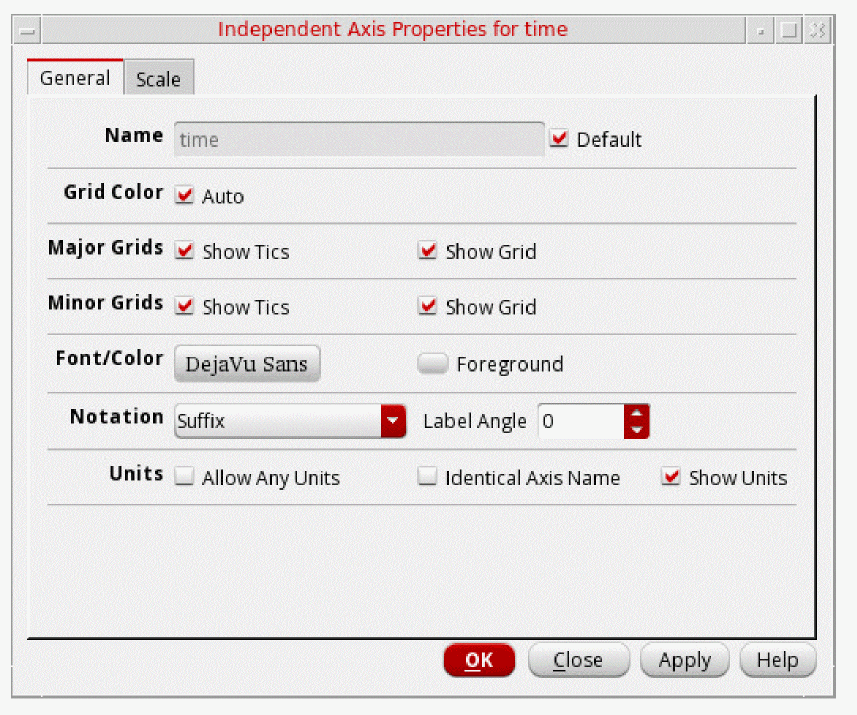 Independent Axis Properties for time
General Scale
Name time Default
Grid Color Auto
Major Grids Show Tics Show Grid
Minor Grids Show Tics Show Grid
Font/Color DejaVu Sans Foreground
Notation Suffix Label Angle 0
Units Allow Any Units Identical Axis Name Show Units
OK Close Apply Help